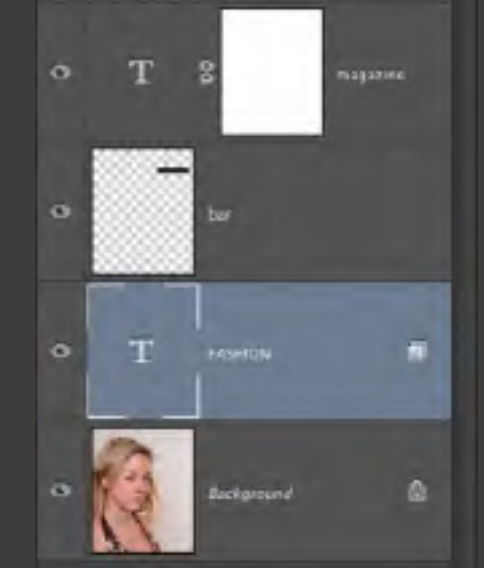 T
magazine
bar
T
FASHION
Background